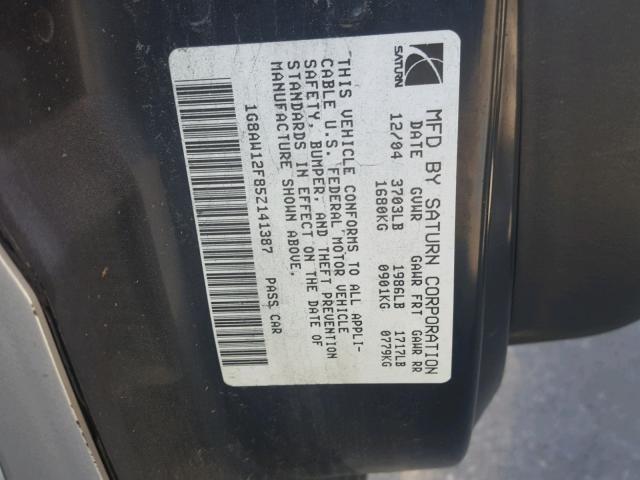 SATURN
MFD BY SATURN CORPORATION
DATE GVWR GAWR FRT GAWR RR
12/04 3703LB 1986LB 1717LB
1680KG 0901KG 0779KG
"THIS VEHICLE CONFORMS TO ALL APPLI-
CABLE U.S. FEDERAL MOTOR VEHICLE
SAFETY, BUMPER, AND THEFT PREVENTION
STANDARDS IN EFFECT ON THE DATE OF
MANUFACTURE SHOWN ABOVE.
1G8AW12F85Z141387 PASS CAR